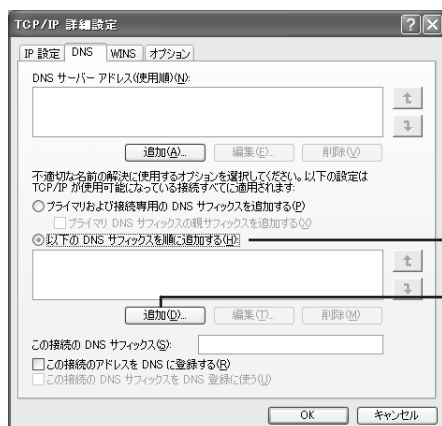 TCP/IP 詳細設定
IP 設定 DNS WINS オプション
DNS サーバー アドレス(使用順)(N):
追加(A)... 編集(E)... 削除(V)
不適切な名前の解決に使用するオプションを選択してください。以下の設定は
TCP/IP が使用可能になっている接続すべてに適用されます:
プライマリおよび接続専用の DNS サフィックスを追加する(P)
プライマリ DNS サフィックスの親サフィックスを追加する(X)
以下の DNS サフィックスを順に追加する(H):
追加(D)... 編集(T)... 削除(M)
この接続の DNS サフィックス(S):
この接続のアドレスを DNS に登録する(R)
この接続の DNS サフィックスを DNS 登録に使う(U)
OK キャンセル